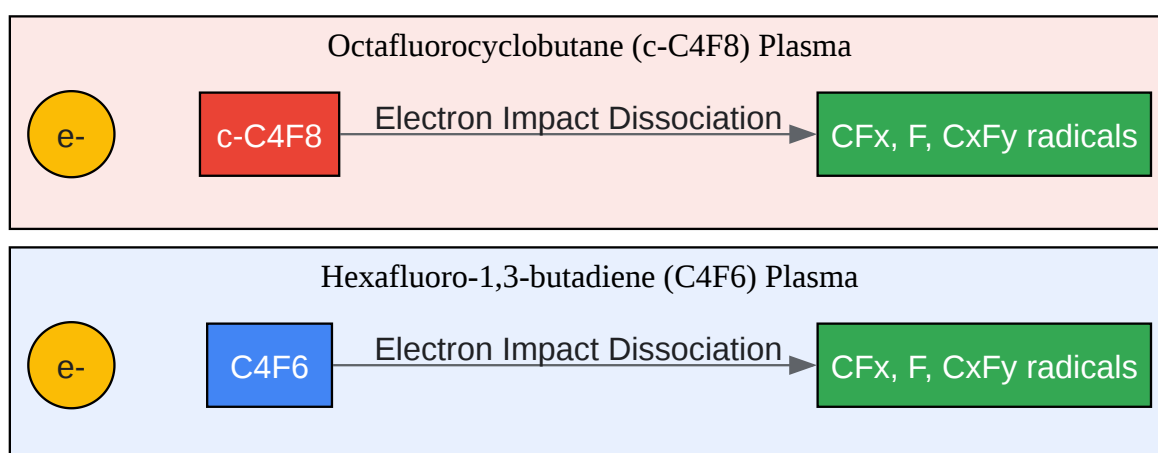 Octafluorocyclobutane (c-C4F8) Plasma
e-
c-C4F8
Electron Impact Dissociation
CFx, F, CxFy radicals
Hexafluoro-1,3-butadiene (C4F6) Plasma
e-
C4F6
Electron Impact Dissociation
CFx, F, CxFy radicals